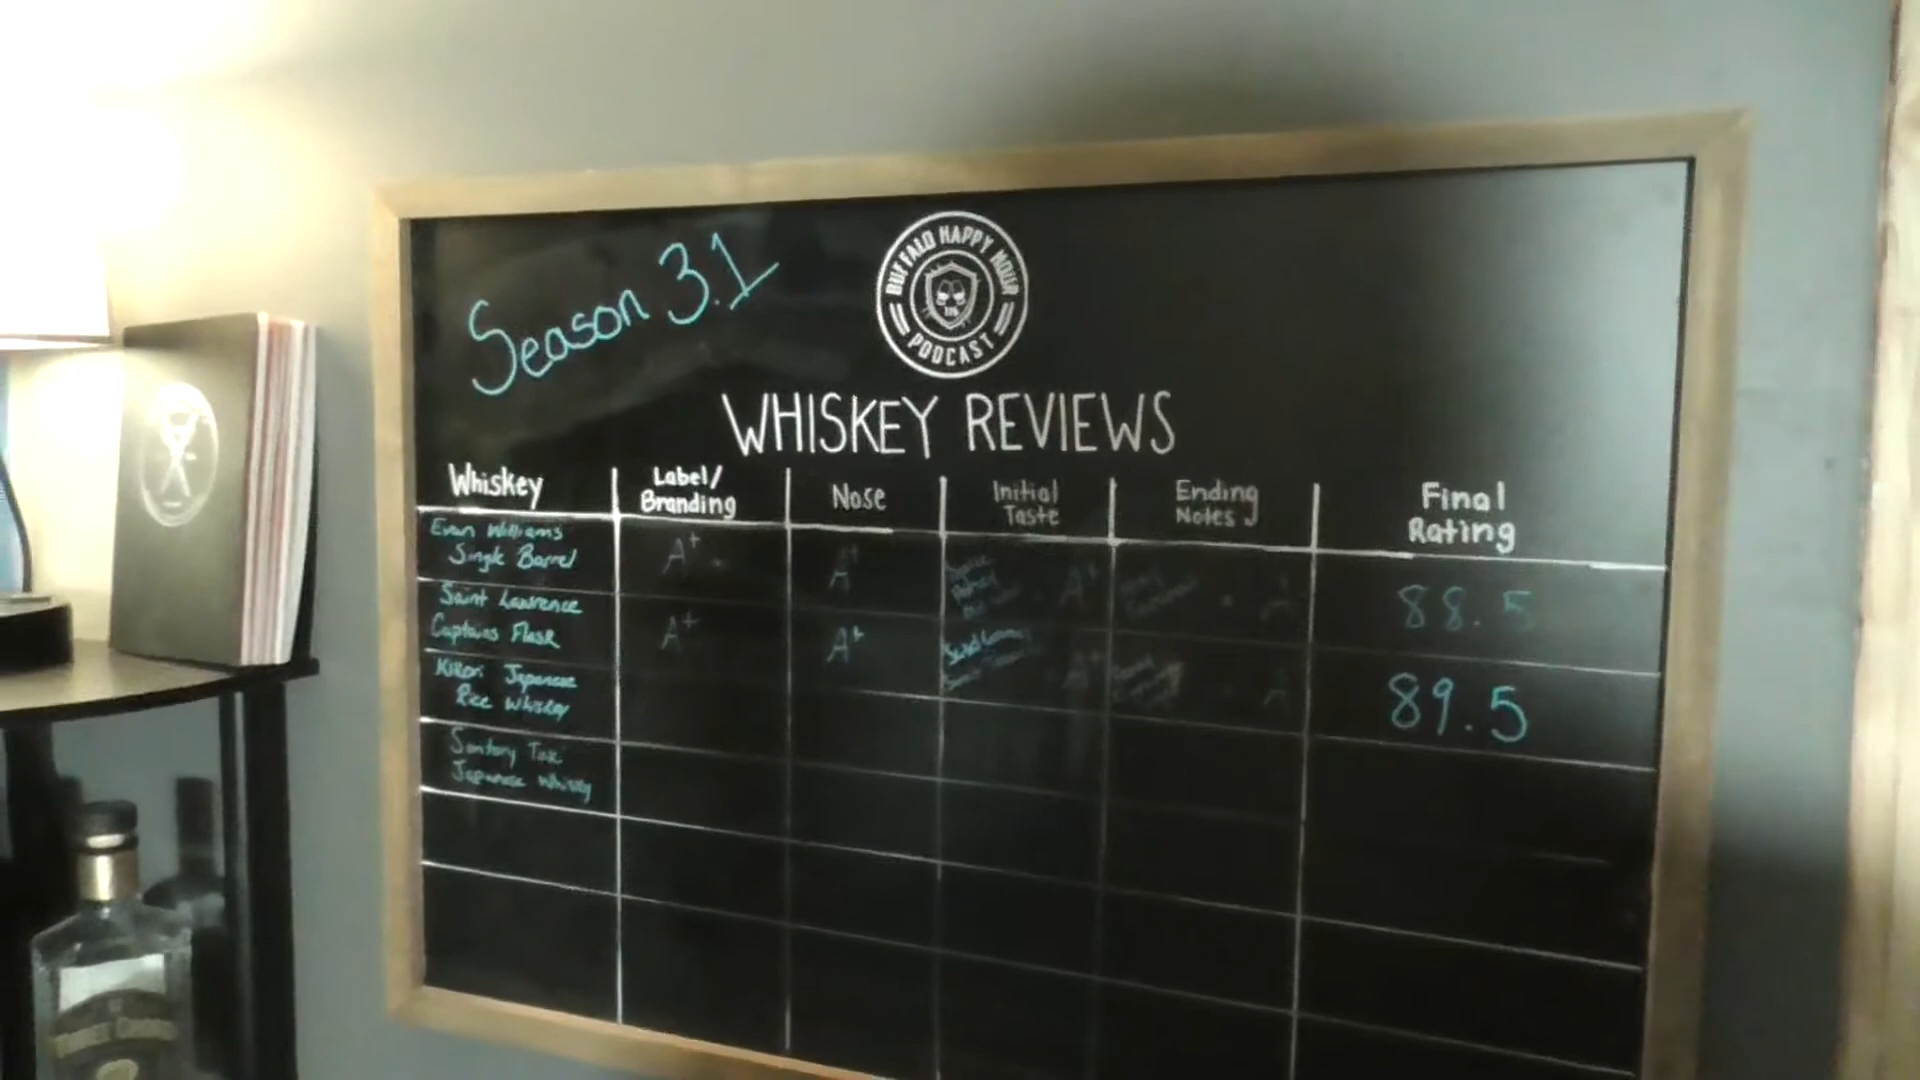 Season 3.1
BUFFALO HAPPY HOUR
PODCAST
WHISKEY REVIEWS
Whiskey
Label/
Branding
Nose
Initial
Taste
Ending
Notes
Final
Rating
Evan Williams
Single Barrel
A+
A+
A+
A
88.5
Saint Lawrence
Captains Flask
A+
A+
A+
A
89.5
Kikori Japanese
Rice Whiskey
Suntory Toki
Japanese Whisky